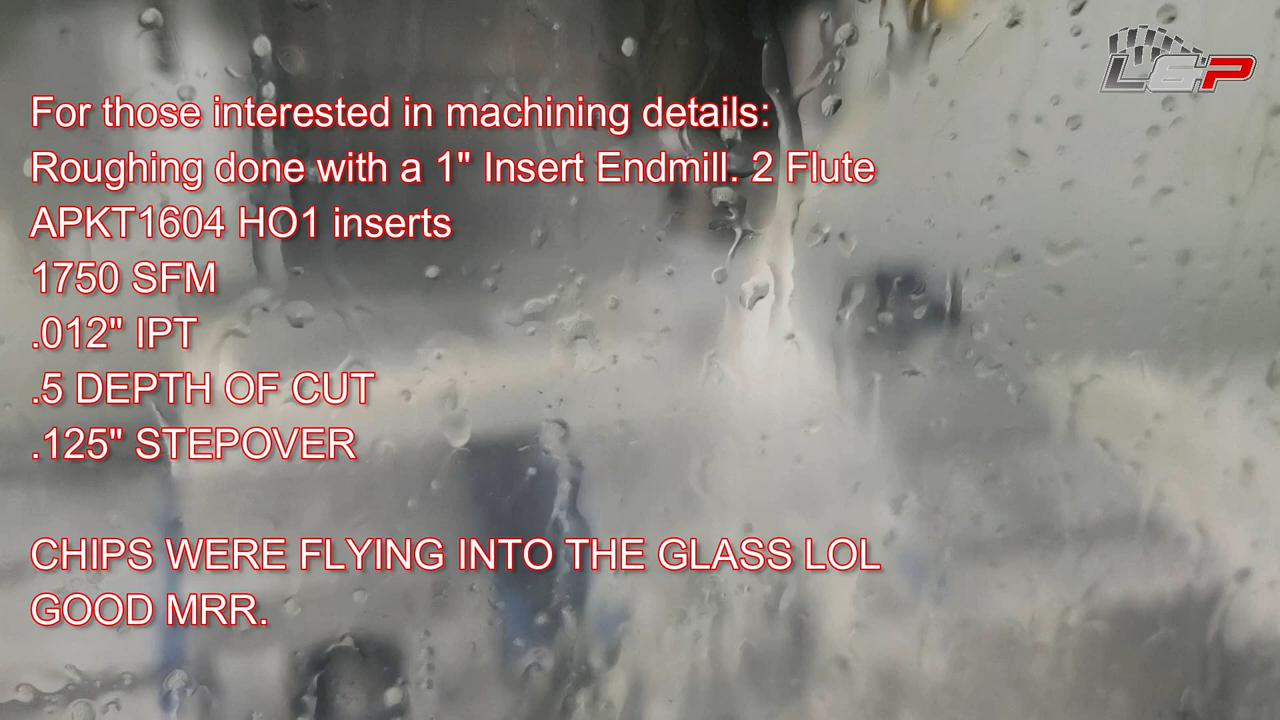 LGP
For those interested in machining details:
Roughing done with a 1" Insert Endmill. 2 Flute
APKT1604 HO1 inserts
1750 SFM
.012" IPT
.5 DEPTH OF CUT
.125" STEPOVER
CHIPS WERE FLYING INTO THE GLASS LOL
GOOD MRR.